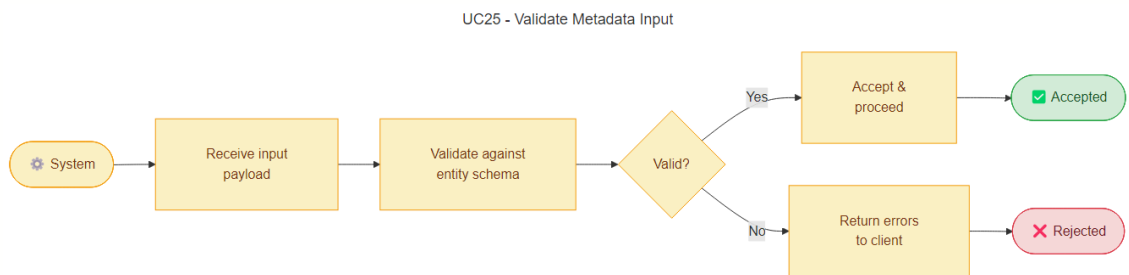 UC25 - Validate Metadata Input
⚙ System
Receive input
payload
Validate against
entity schema
Valid?
Yes
Accept &
proceed
✅ Accepted
No
Return errors
to client
❌ Rejected